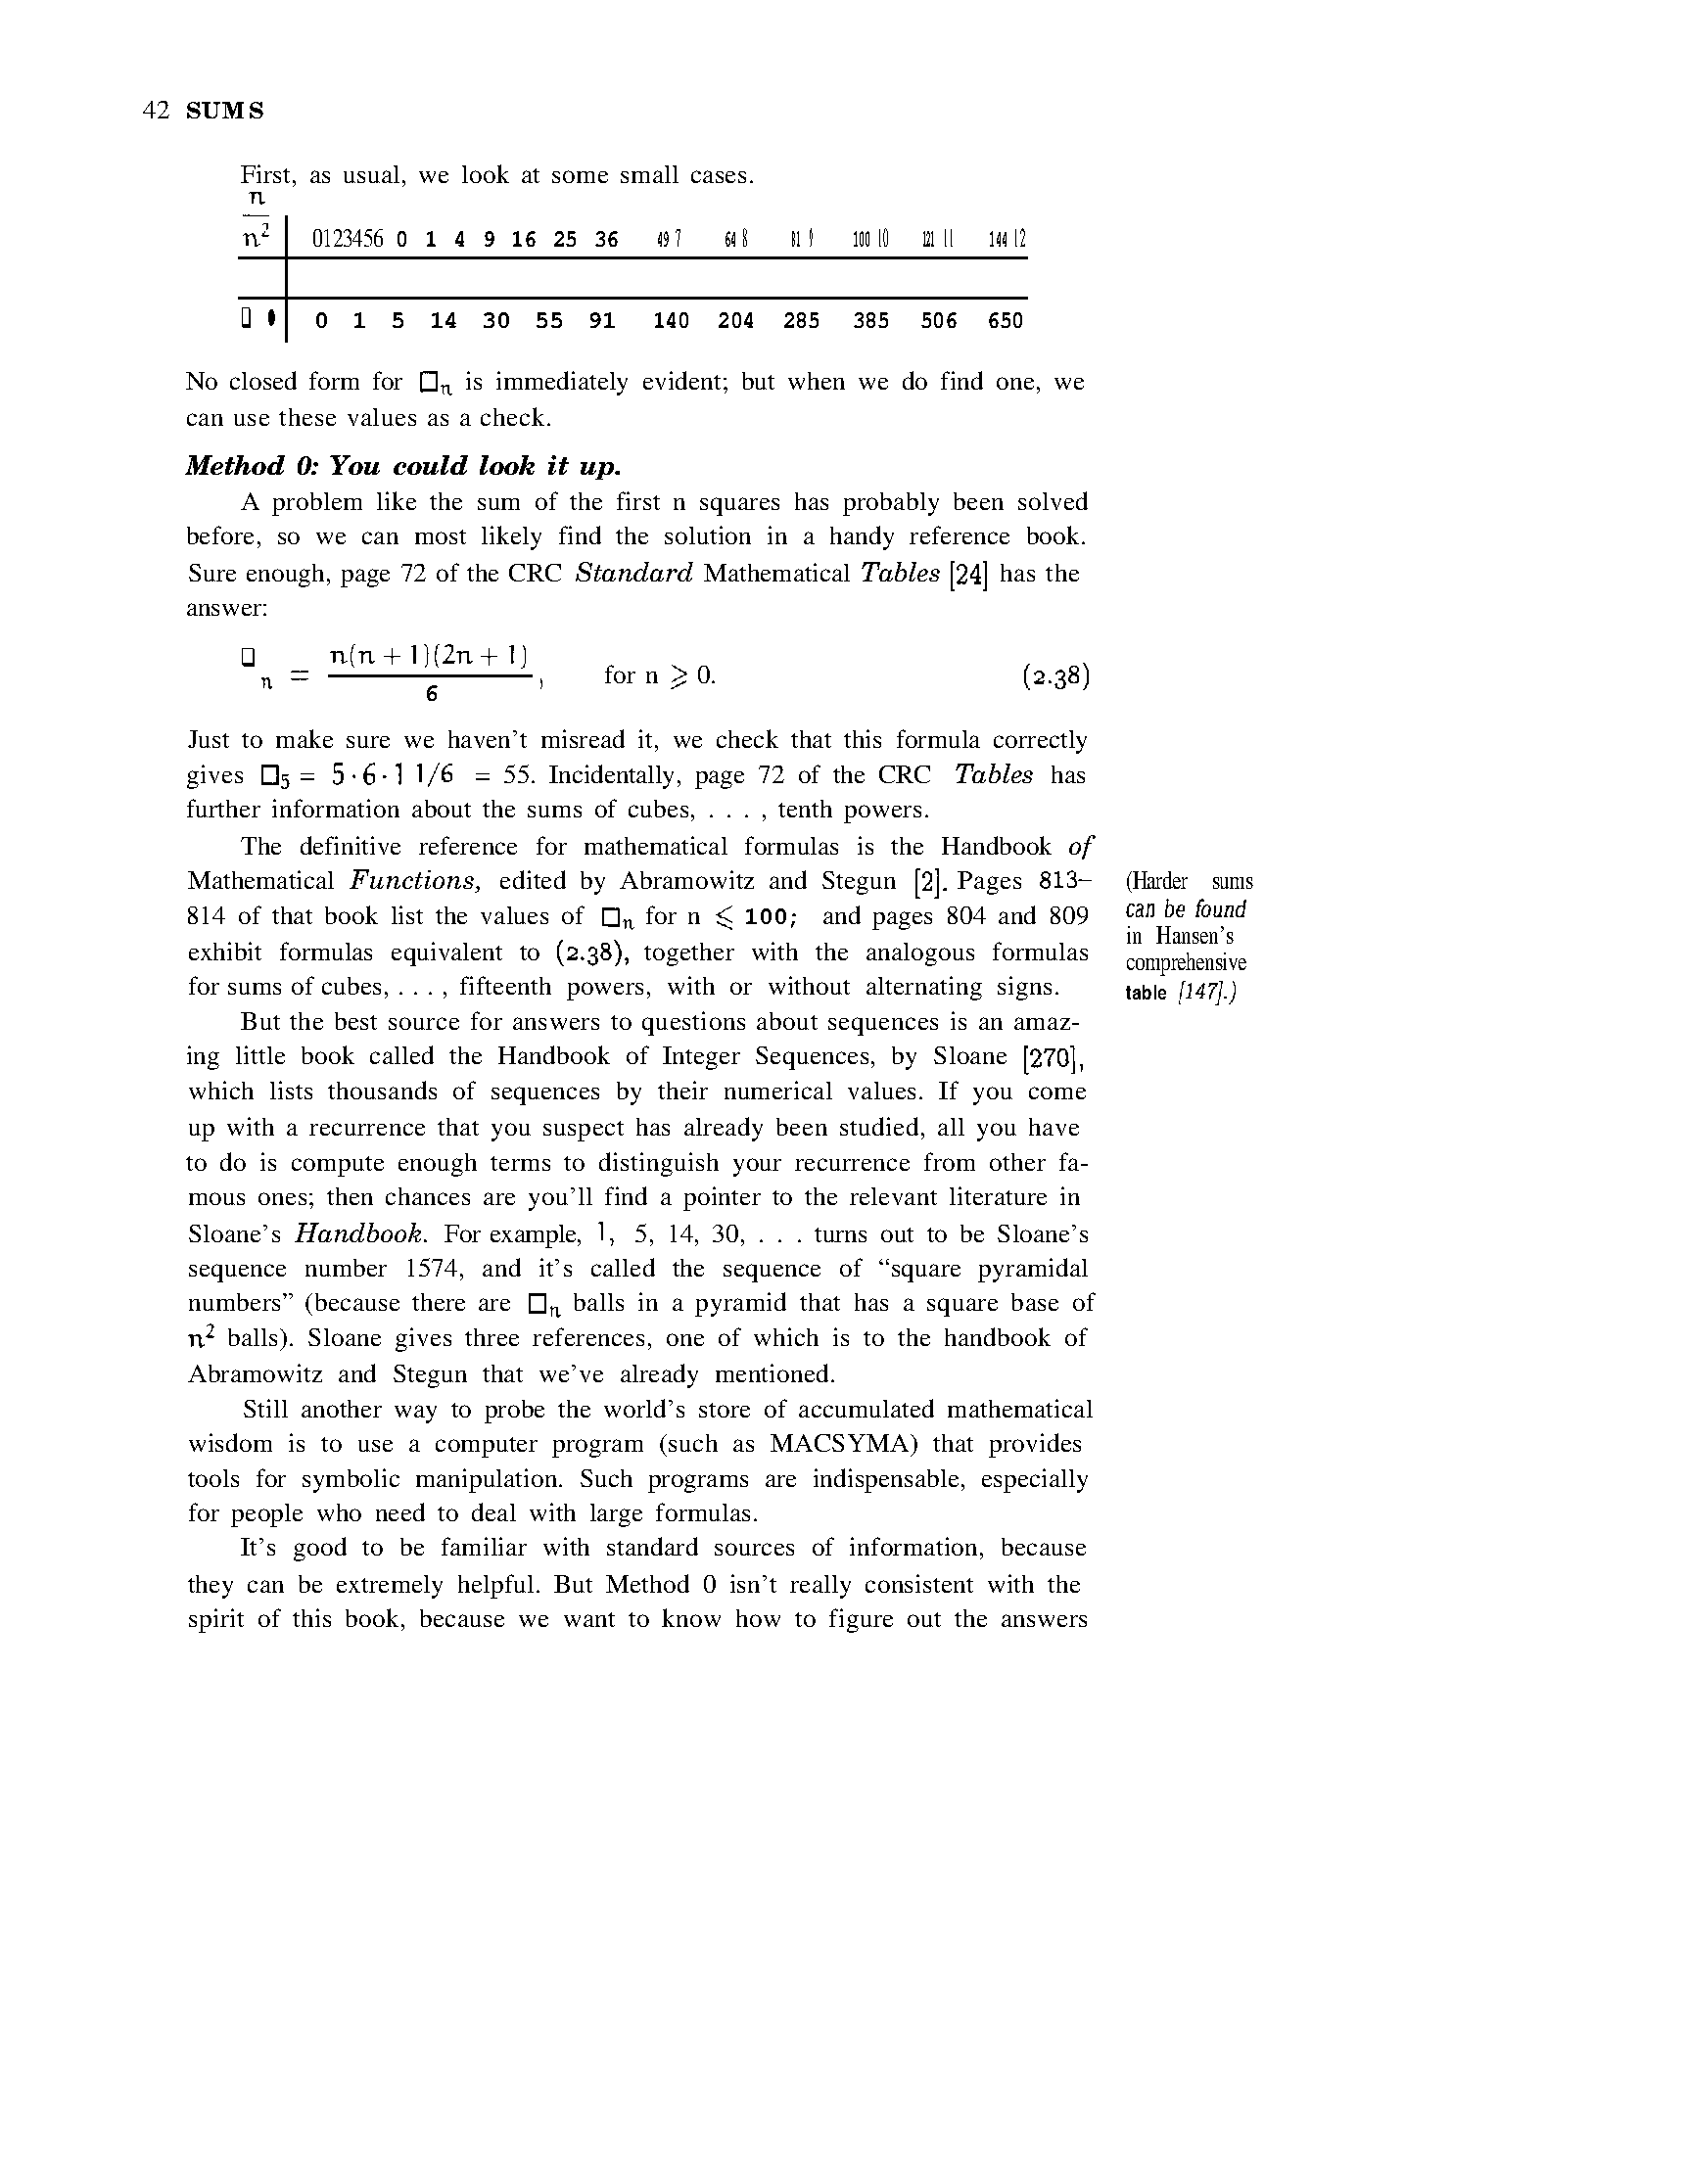 42 SUMS
First, as usual, we look at some small cases.
n
n² 0123456 0 1 4 9 16 25 36 49 7 64 8 81 9 100 10 121 11 144 12
□ 0 1 5 14 30 55 91 140 204 285 385 506 650
No closed form for □n is immediately evident; but when we do find one, we
can use these values as a check.
Method 0: You could look it up.
A problem like the sum of the first n squares has probably been solved
before, so we can most likely find the solution in a handy reference book.
Sure enough, page 72 of the CRC Standard Mathematical Tables [24] has the
answer:
□n = n(n + 1)(2n + 1)/6, for n ⩾ 0. (2.38)
Just to make sure we haven't misread it, we check that this formula correctly
gives □5 = 5·6·1 1/6 = 55. Incidentally, page 72 of the CRC Tables has
further information about the sums of cubes, . . . , tenth powers.
The definitive reference for mathematical formulas is the Handbook of
Mathematical Functions, edited by Abramowitz and Stegun [2]. Pages 813–
814 of that book list the values of □n for n ⩽ 100; and pages 804 and 809
exhibit formulas equivalent to (2.38), together with the analogous formulas
for sums of cubes, . . . , fifteenth powers, with or without alternating signs.
(Harder sums
can be found
in Hansen's
comprehensive
table [147].)
But the best source for answers to questions about sequences is an amaz-
ing little book called the Handbook of Integer Sequences, by Sloane [270],
which lists thousands of sequences by their numerical values. If you come
up with a recurrence that you suspect has already been studied, all you have
to do is compute enough terms to distinguish your recurrence from other fa-
mous ones; then chances are you'll find a pointer to the relevant literature in
Sloane's Handbook. For example, 1, 5, 14, 30, . . . turns out to be Sloane's
sequence number 1574, and it's called the sequence of “square pyramidal
numbers” (because there are □n balls in a pyramid that has a square base of
n² balls). Sloane gives three references, one of which is to the handbook of
Abramowitz and Stegun that we've already mentioned.
Still another way to probe the world's store of accumulated mathematical
wisdom is to use a computer program (such as MACSYMA) that provides
tools for symbolic manipulation. Such programs are indispensable, especially
for people who need to deal with large formulas.
It's good to be familiar with standard sources of information, because
they can be extremely helpful. But Method 0 isn't really consistent with the
spirit of this book, because we want to know how to figure out the answers